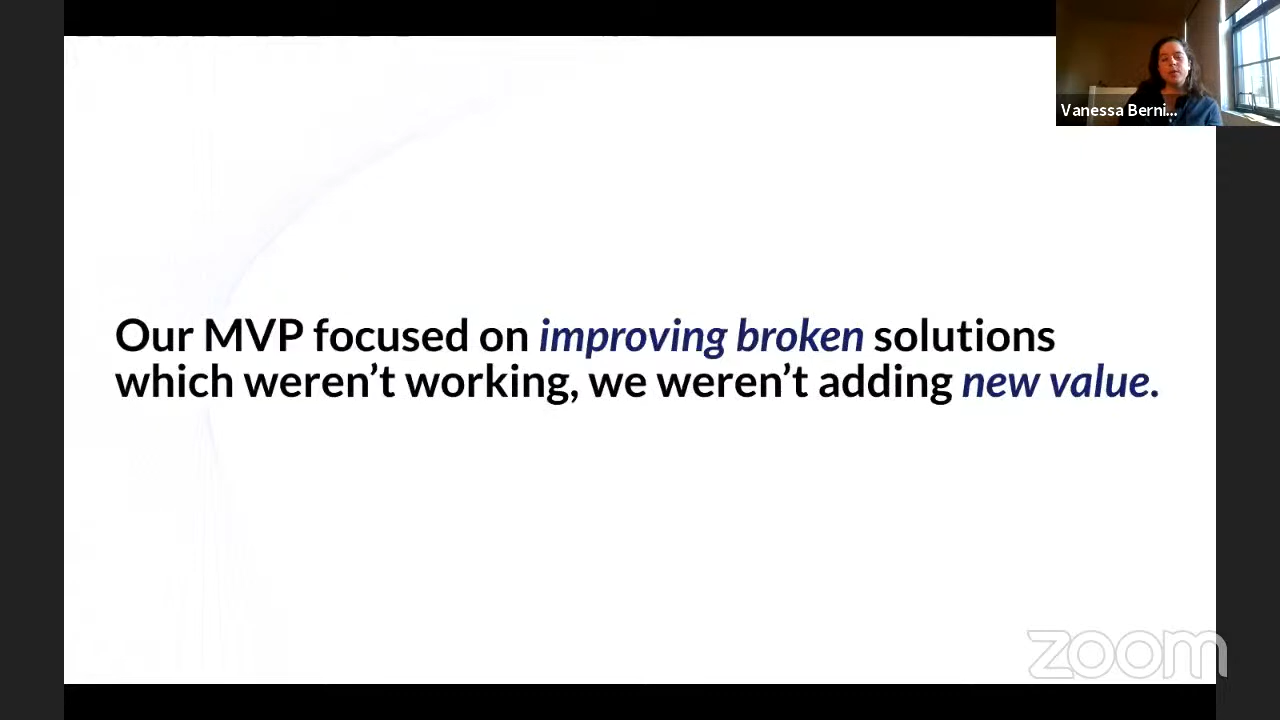 Vanessa Berni...
Our MVP focused on improving broken solutions
which weren’t working, we weren’t adding new value.
zoom